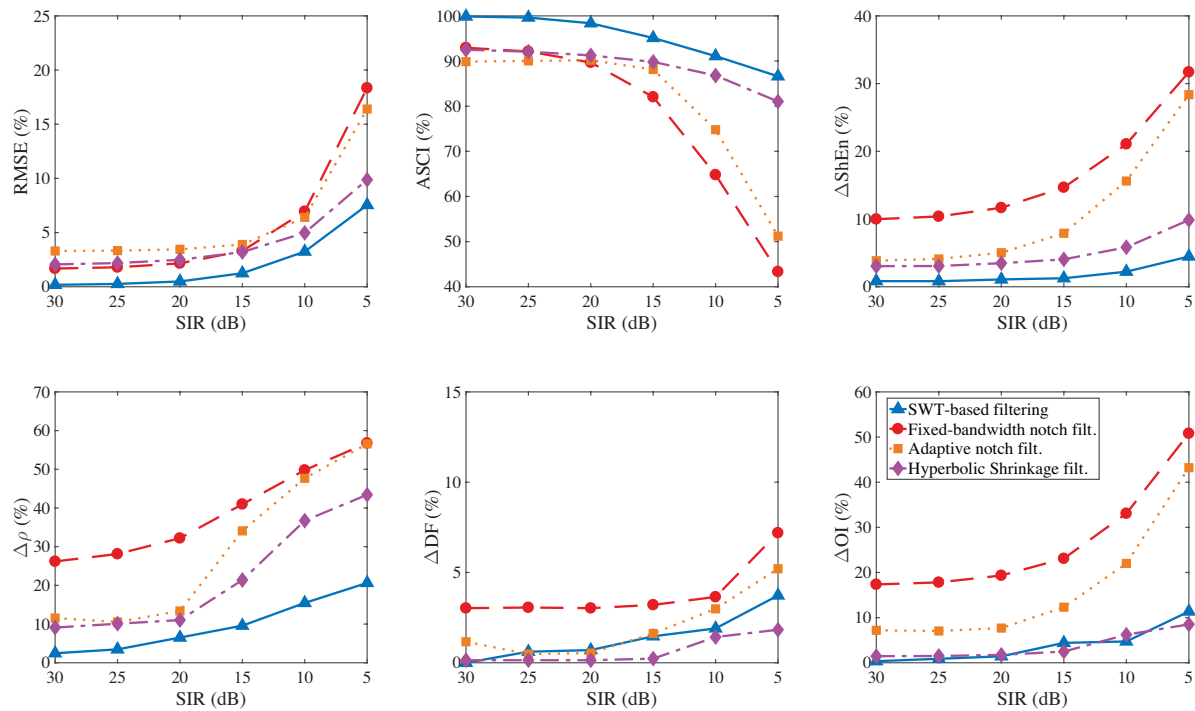 25
20
15
10
5
0
RMSE (%)
30 25 20 15 10 5
SIR (dB)
100
90
80
70
60
50
40
ASCI (%)
30 25 20 15 10 5
SIR (dB)
40
30
20
10
0
ΔShEn (%)
30 25 20 15 10 5
SIR (dB)
70
60
50
40
30
20
10
0
Δρ (%)
30 25 20 15 10 5
SIR (dB)
15
10
5
0
ΔDF (%)
30 25 20 15 10 5
SIR (dB)
60
50
40
30
20
10
0
ΔOI (%)
SWT-based filtering
Fixed-bandwidth notch filt.
Adaptive notch filt.
Hyperbolic Shrinkage filt.
30 25 20 15 10 5
SIR (dB)